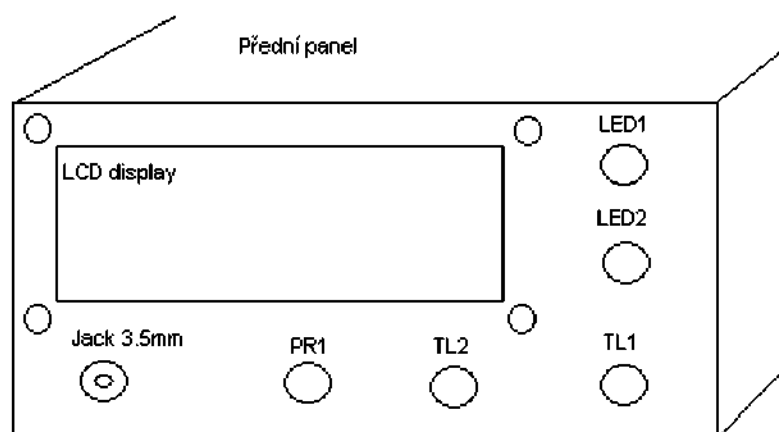 Přední panel
LED1
LCD display
LED2
Jack 3.5mm
PR1
TL2
TL1